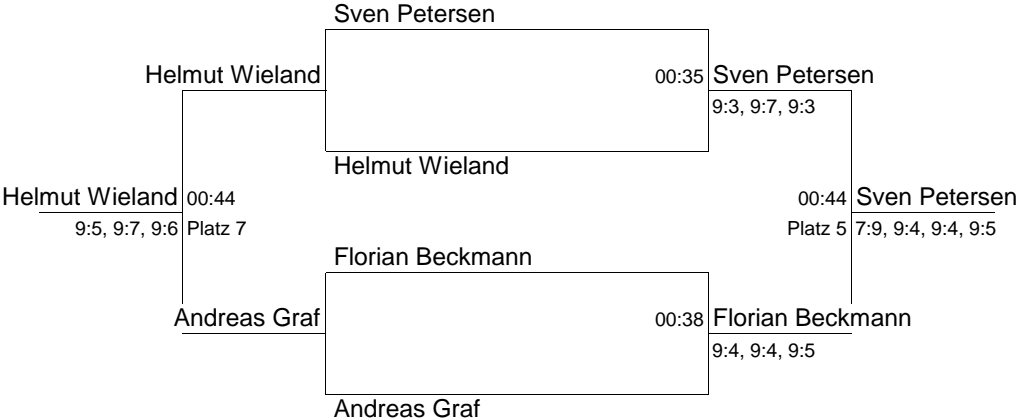 Sven Petersen
Helmut Wieland 00:35 Sven Petersen
9:3, 9:7, 9:3
Helmut Wieland
Helmut Wieland 00:44 00:44 Sven Petersen
9:5, 9:7, 9:6 Platz 7 Platz 5 7:9, 9:4, 9:4, 9:5
Florian Beckmann
Andreas Graf 00:38 Florian Beckmann
9:4, 9:4, 9:5
Andreas Graf